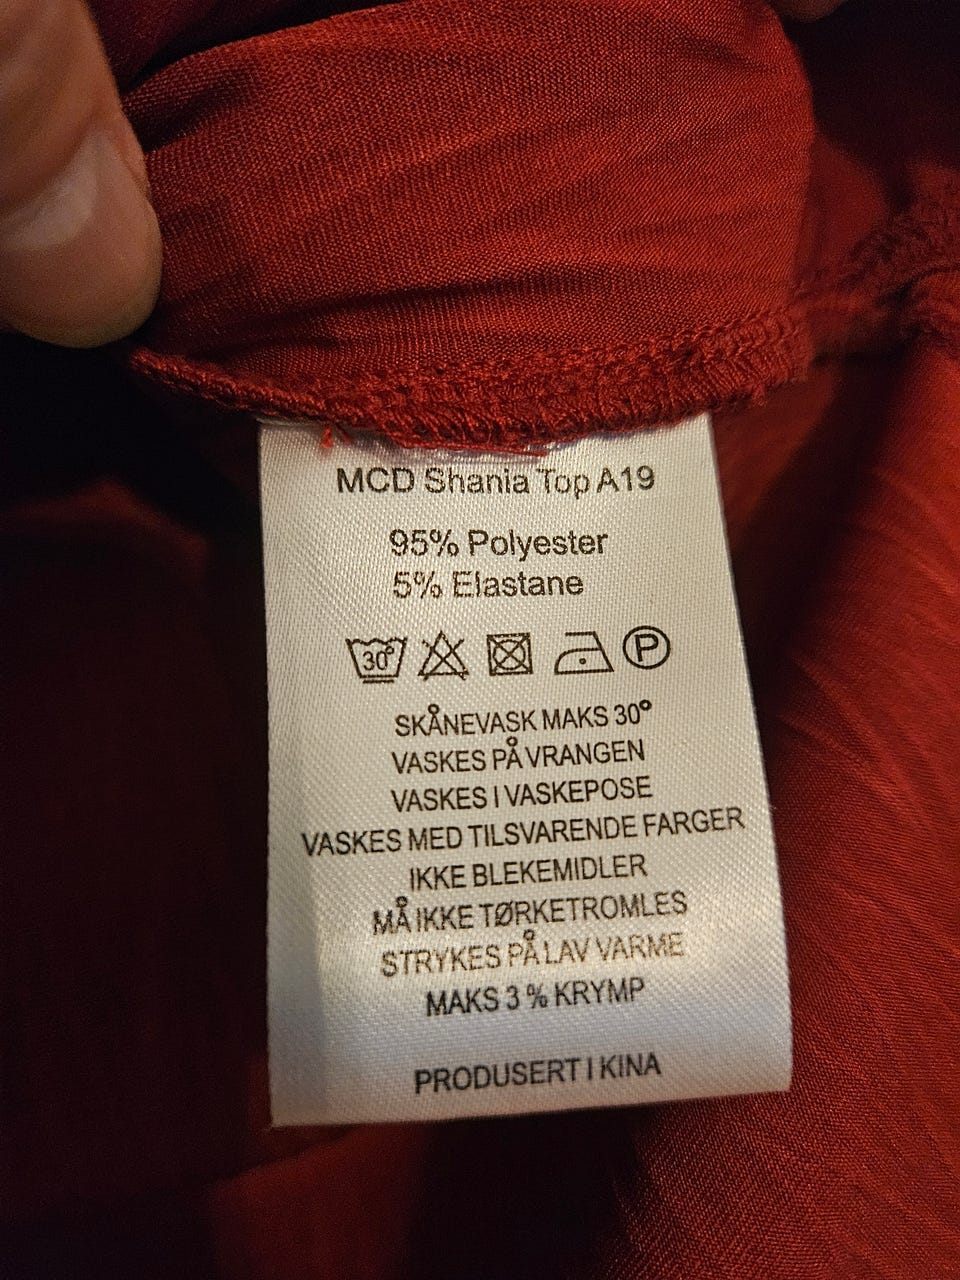 MCD Shania Top A19
95% Polyester
5% Elastane
30° P
SKÅNEVASK MAKS 30°
VASKES PÅ VRANGEN
VASKES I VASKEPOSE
VASKES MED TILSVARENDE FARGER
IKKE BLEKEMIDLER
MÅ IKKE TØRKETROMLES
STRYKES PÅ LAV VARME
MAKS 3 % KRYMP
PRODUSERT I KINA